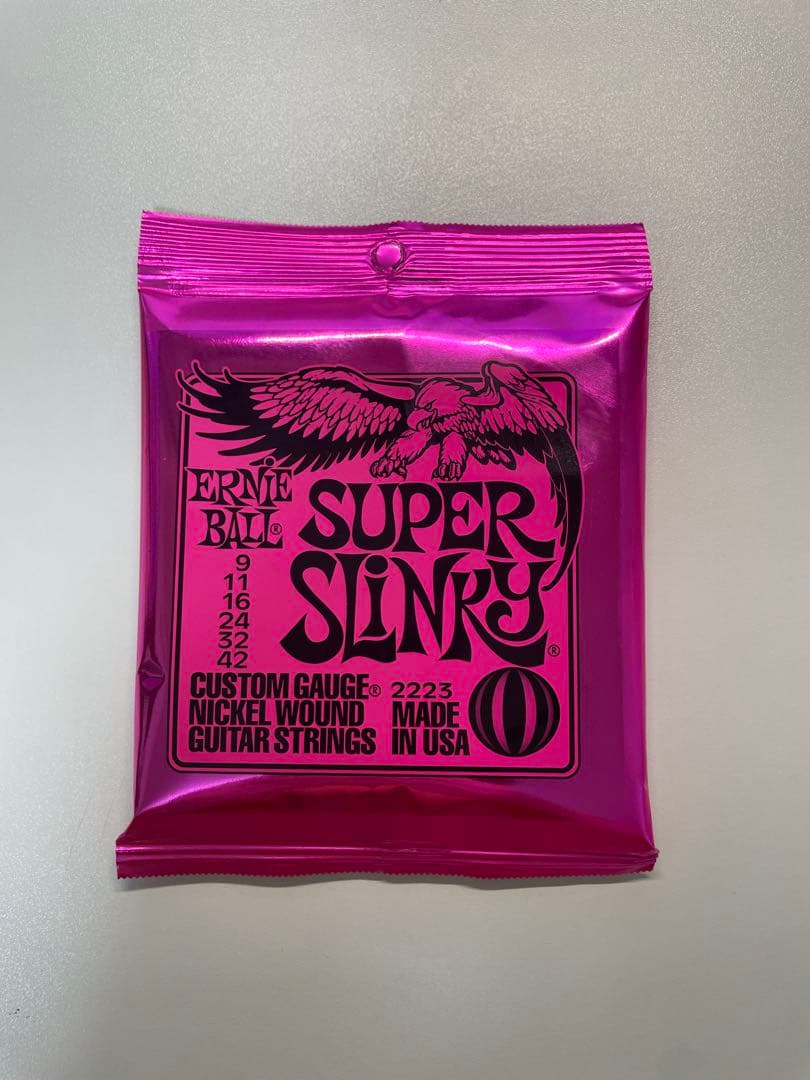 ERNIE
BALL®
SUPER
SLINKY®
9
11
16
24
32
42
CUSTOM GAUGE®
NICKEL WOUND
GUITAR STRINGS
2223
MADE
IN USA